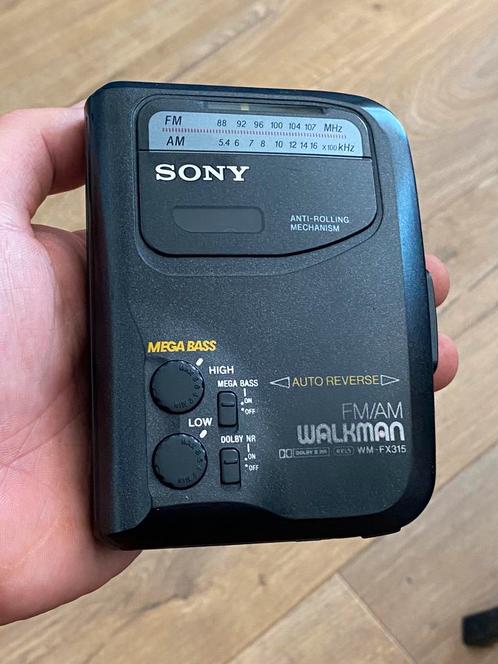 FM 88 92 96 100 104 107 MHz
AM 5.4 6 7 8 10 12 14 16 x100kHz
SONY
ANTI-ROLLING
MECHANISM
MEGA BASS
HIGH
MEGA BASS
ON
OFF
AUTO REVERSE
LOW
DOLBY NR
ON
OFF
FM/AM
WALKMAN
DOLBY B NR WM-FX315